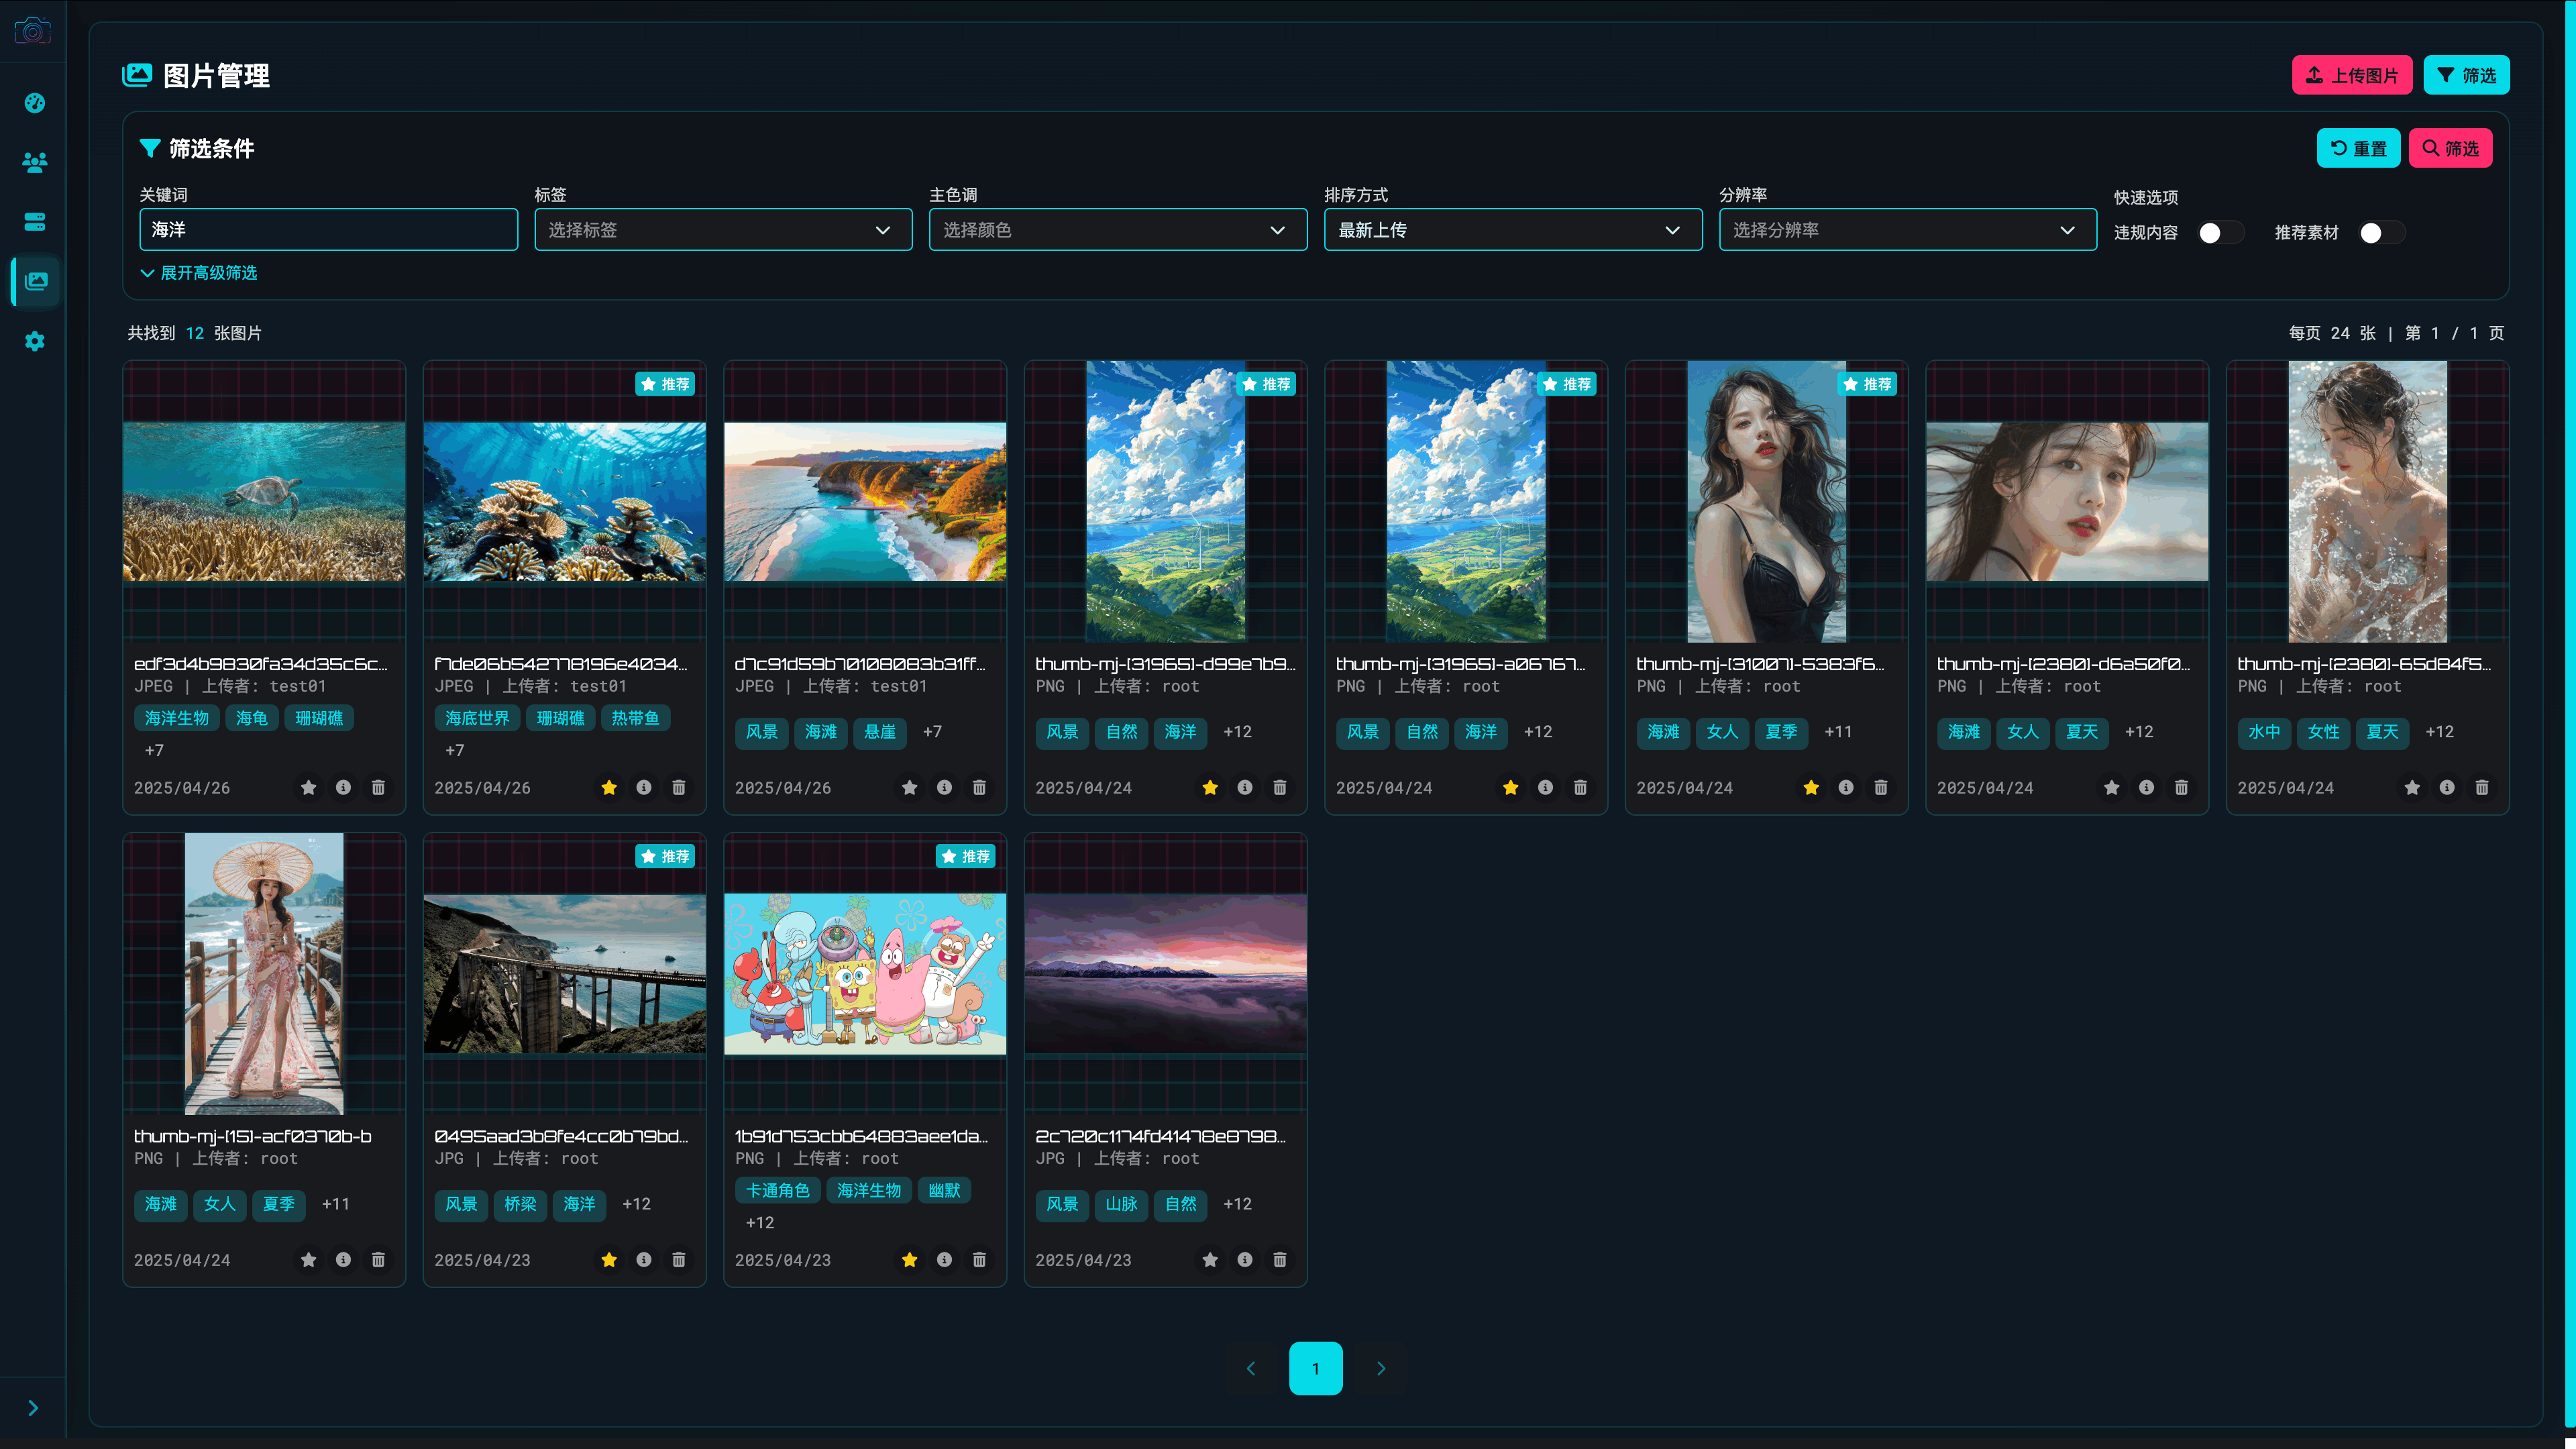 图片管理
上传图片
筛选
筛选条件
重置
筛选
关键词
标签
主色调
排序方式
分辨率
快速选项
海洋
选择标签
选择颜色
最新上传
选择分辨率
违规内容
推荐素材
展开高级筛选
共找到 12 张图片
每页 24 张 | 第 1 / 1 页
edf3d4b9830fa34d35c6c...
JPEG | 上传者: test01
海洋生物 海龟 珊瑚礁
+7
2025/04/26
推荐
f7de06b542778196e4034...
JPEG | 上传者: test01
海底世界 珊瑚礁 热带鱼
+7
2025/04/26
d7c91d59b70108083b31ff...
JPEG | 上传者: test01
风景 海滩 悬崖 +7
2025/04/26
推荐
thumb-mj-[31965]-d99e7b9...
PNG | 上传者: root
风景 自然 海洋 +12
2025/04/24
推荐
thumb-mj-[31965]-a06767...
PNG | 上传者: root
风景 自然 海洋 +12
2025/04/24
推荐
thumb-mj-[31007]-5383f6...
PNG | 上传者: root
海滩 女人 夏季 +11
2025/04/24
thumb-mj-[2380]-d6a50f0...
PNG | 上传者: root
海滩 女人 夏天 +12
2025/04/24
thumb-mj-[2380]-65d84f5...
PNG | 上传者: root
水中 女性 夏天 +12
2025/04/24
thumb-mj-[15]-acf0370b-b
PNG | 上传者: root
海滩 女人 夏季 +11
2025/04/24
推荐
0495aad3b8fe4cc0b79bd...
JPG | 上传者: root
风景 桥梁 海洋 +12
2025/04/23
推荐
1b91d753cbb64883aee1da...
PNG | 上传者: root
卡通角色 海洋生物 幽默
+12
2025/04/23
2c720c1174fd41478e8798...
JPG | 上传者: root
风景 山脉 自然 +12
2025/04/23
1